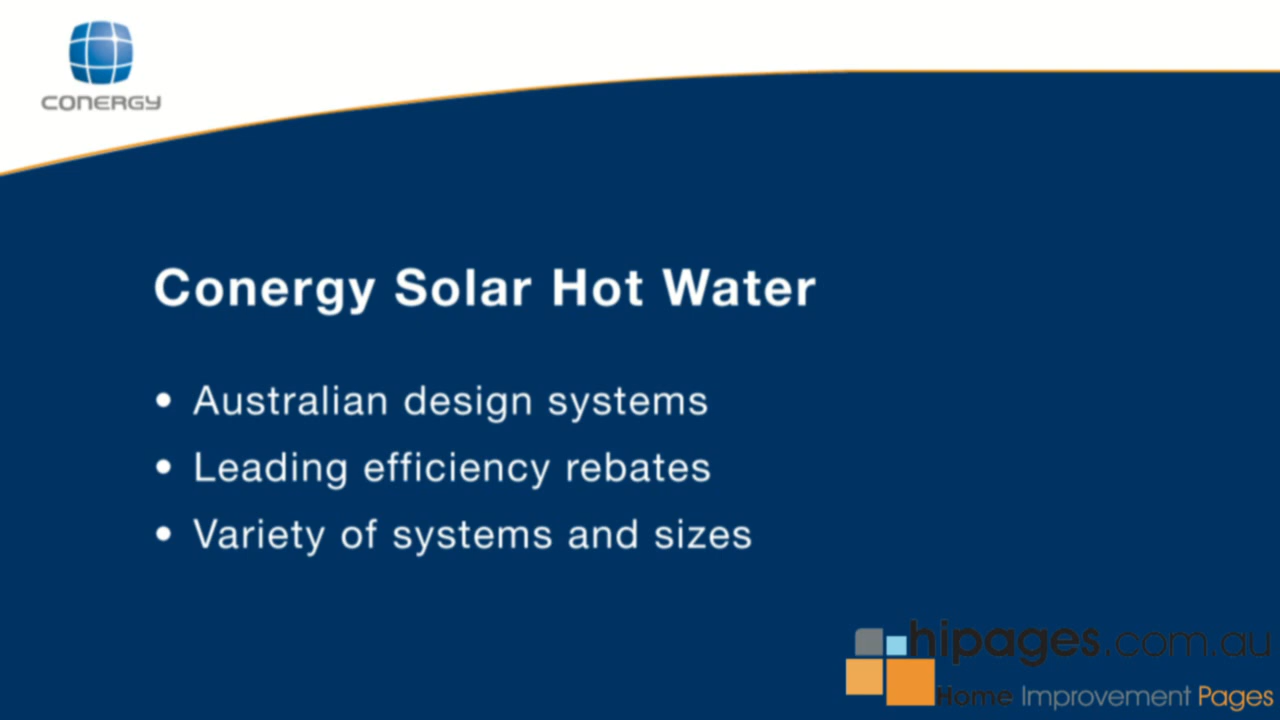 CONERGY
Conergy Solar Hot Water
• Australian design systems
• Leading efficiency rebates
• Variety of systems and sizes
hipages.com.au
Home Improvement Pages